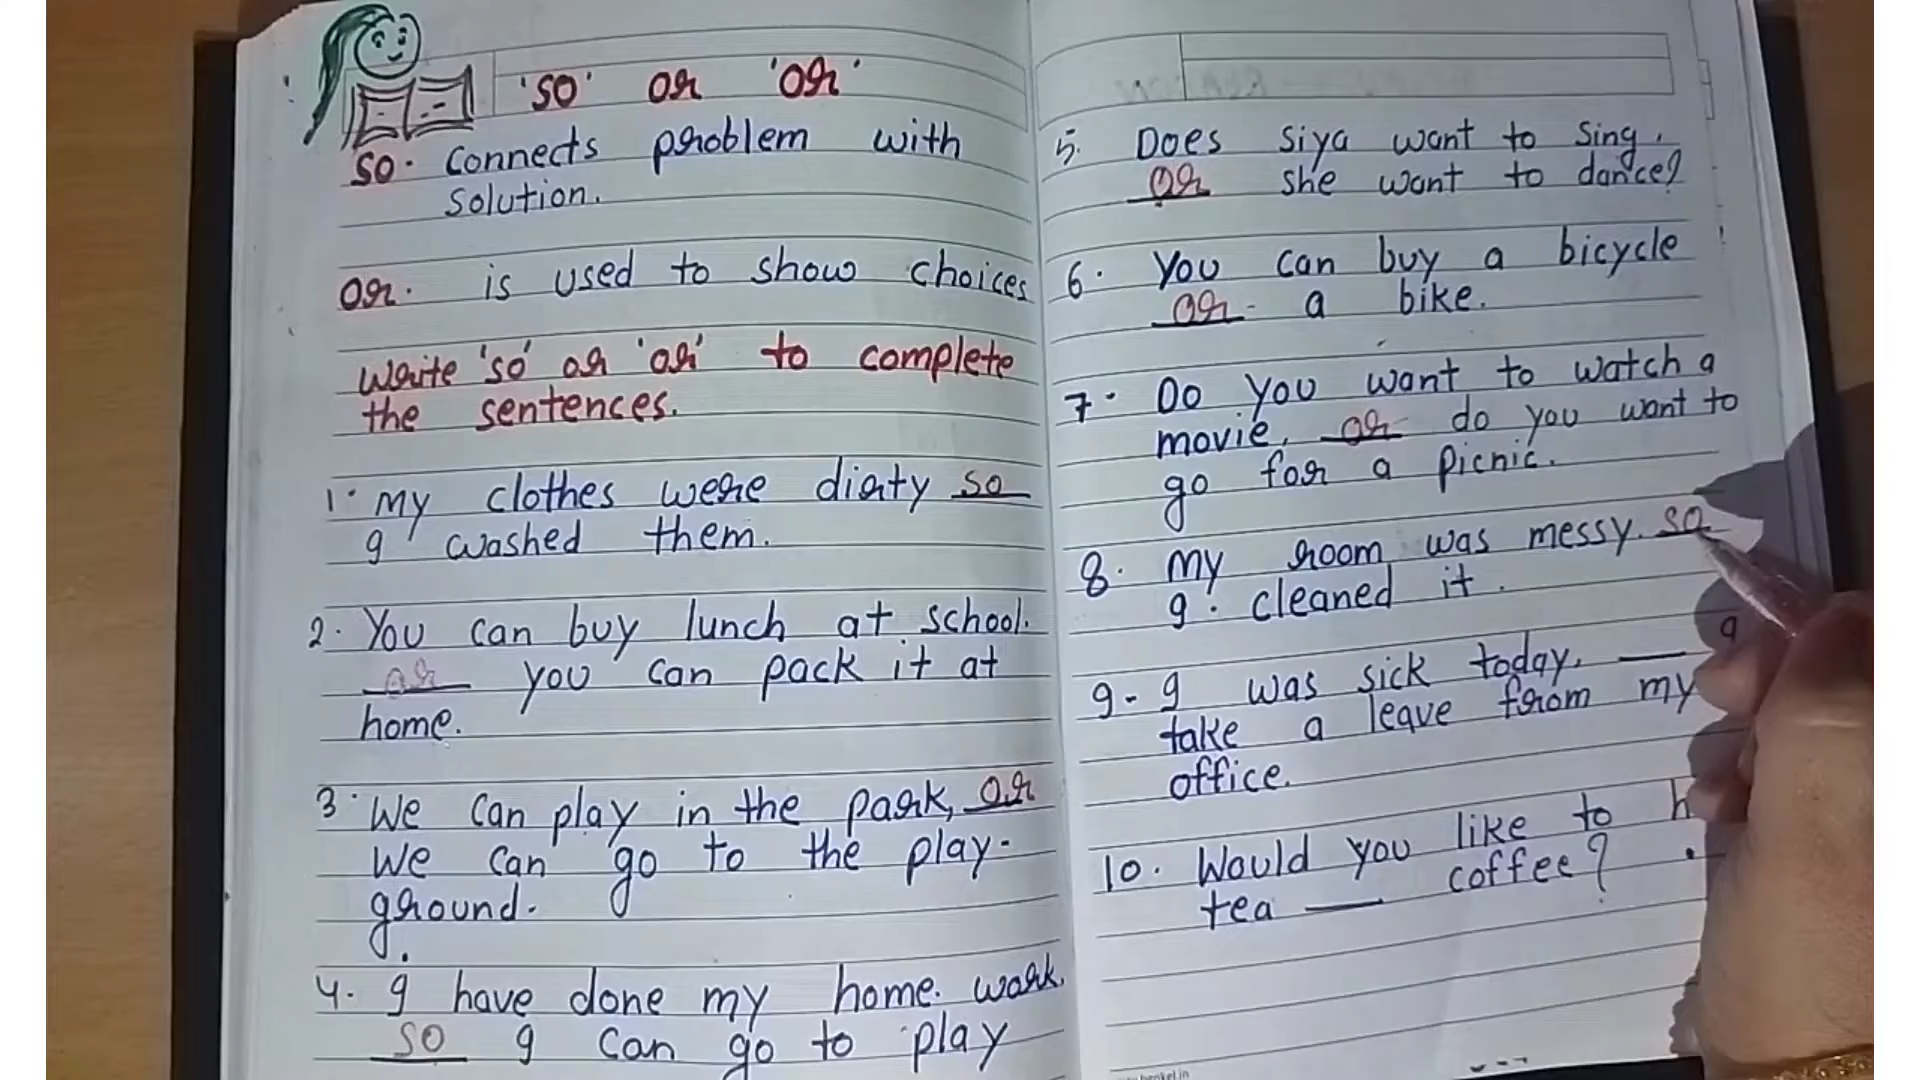 'so' or 'or'
so. connects problem with
solution.
or. is used to show choices
write 'so' or 'or' to complete
the sentences.
1. My clothes were dirty so
I washed them.
2. You can buy lunch at school.
or you can pack it at
home.
3. We can play in the park, or
We can go to the play-
ground.
4. I have done my home. work.
so I can go to play
5. Does Siya want to sing.
or she want to dance?
6. You can buy a bicycle
or a bike.
7. Do you want to watch a
movie, or do you want to
go for a picnic.
8. My room was messy. so
I. cleaned it.
9- I was sick today. ___ I
take a leave from my
office.
10. Would you like to
tea ___ coffee?